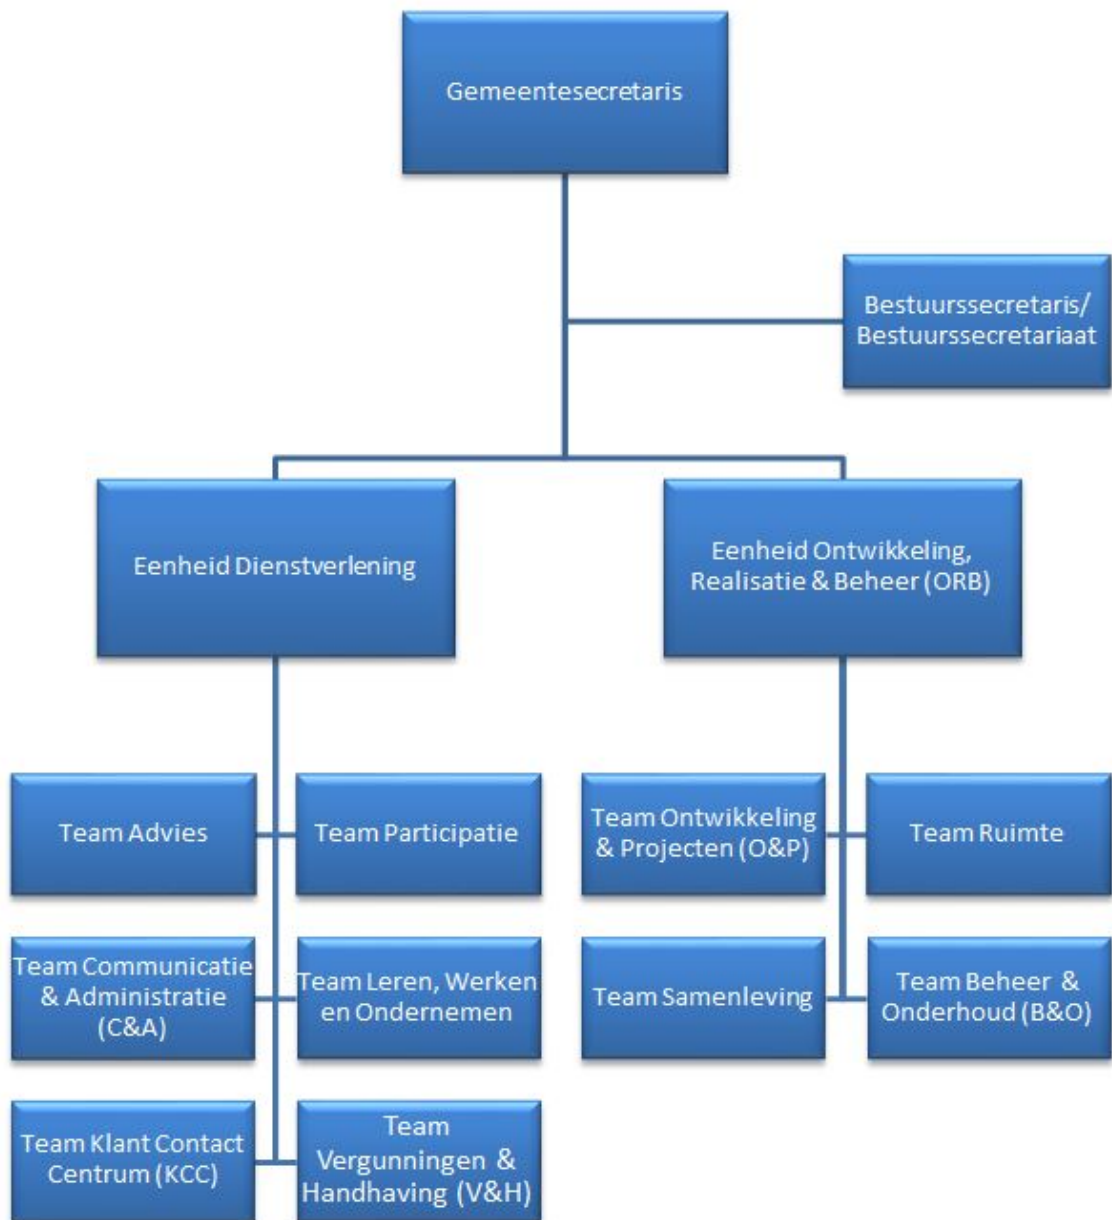 Gemeentesecretaris
Bestuurssecretaris/
Bestuurssecretariaat
Eenheid Dienstverlening
Eenheid Ontwikkeling,
Realisatie & Beheer (ORB)
Team Advies
Team Participatie
Team Ontwikkeling
& Projecten (O&P)
Team Ruimte
Team Communicatie
& Administratie
(C&A)
Team Leren, Werken
en Ondernemen
Team Samenleving
Team Beheer &
Onderhoud (B&O)
Team Klant Contact
Centrum (KCC)
Team
Vergunningen &
Handhaving (V&H)